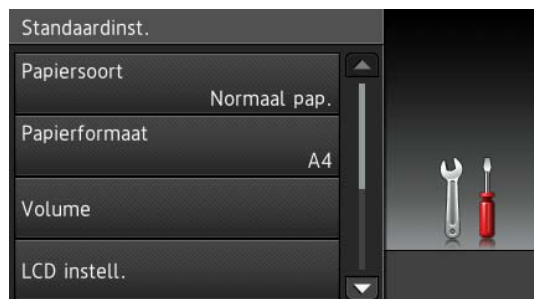 Standaardinst.
Papiersoort
Normaal pap.
Papierformaat
A4
Volume
LCD instell.